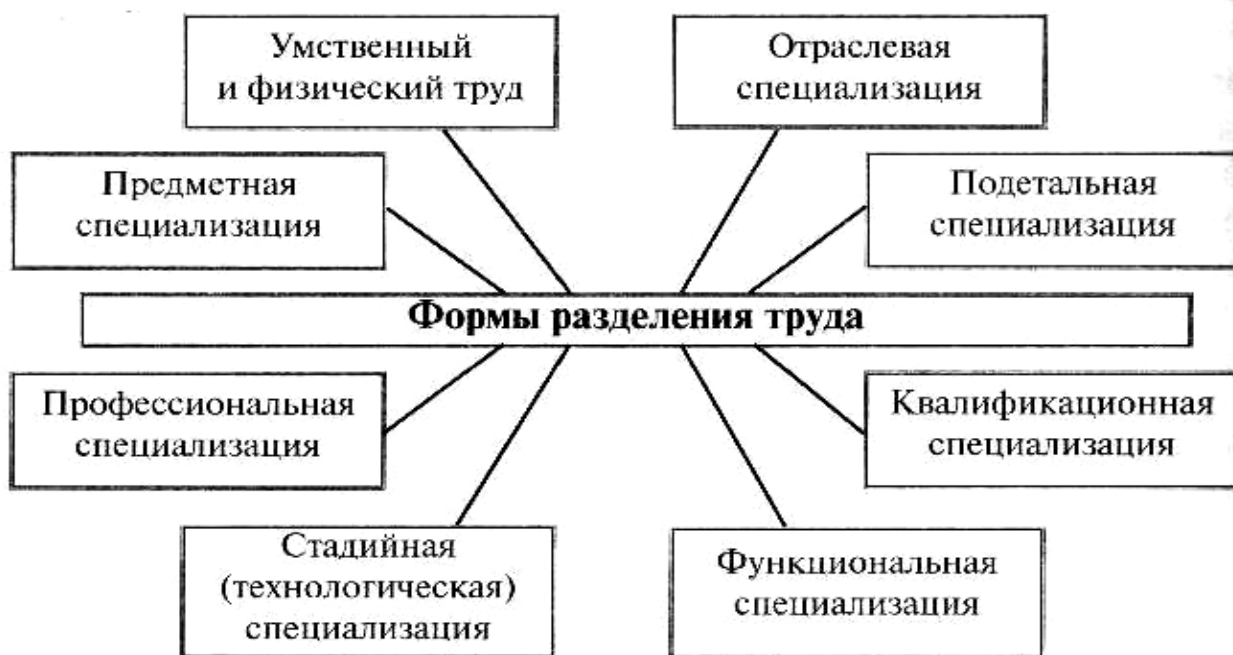 Умственный
и физический труд
Отраслевая
специализация
Предметная
специализация
Подетальная
специализация
Формы разделения труда
Профессиональная
специализация
Квалификационная
специализация
Стадийная
(технологическая)
специализация
Функциональная
специализация